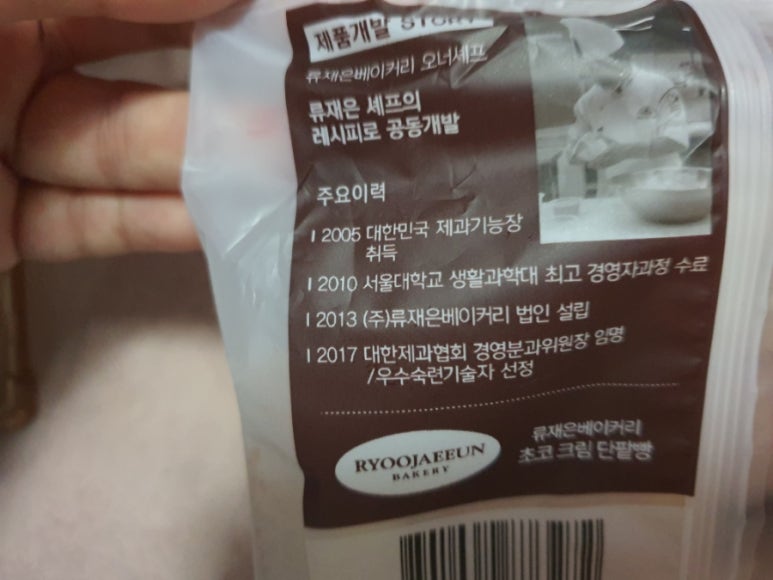 제품개발 STORY
류재은베이커리 오너셰프
류재은 셰프의
레시피로 공동개발
주요이력
l 2005 대한민국 제과기능장
취득
l 2010 서울대학교 생활과학대 최고 경영자과정 수료
l 2013 (주)류재은베이커리 법인 설립
l 2017 대한제과협회 경영분과위원장 임명
/우수숙련기술자 선정
RYOOJAEEUN
BAKERY
류재은베이커리
초코 크림 단팥빵